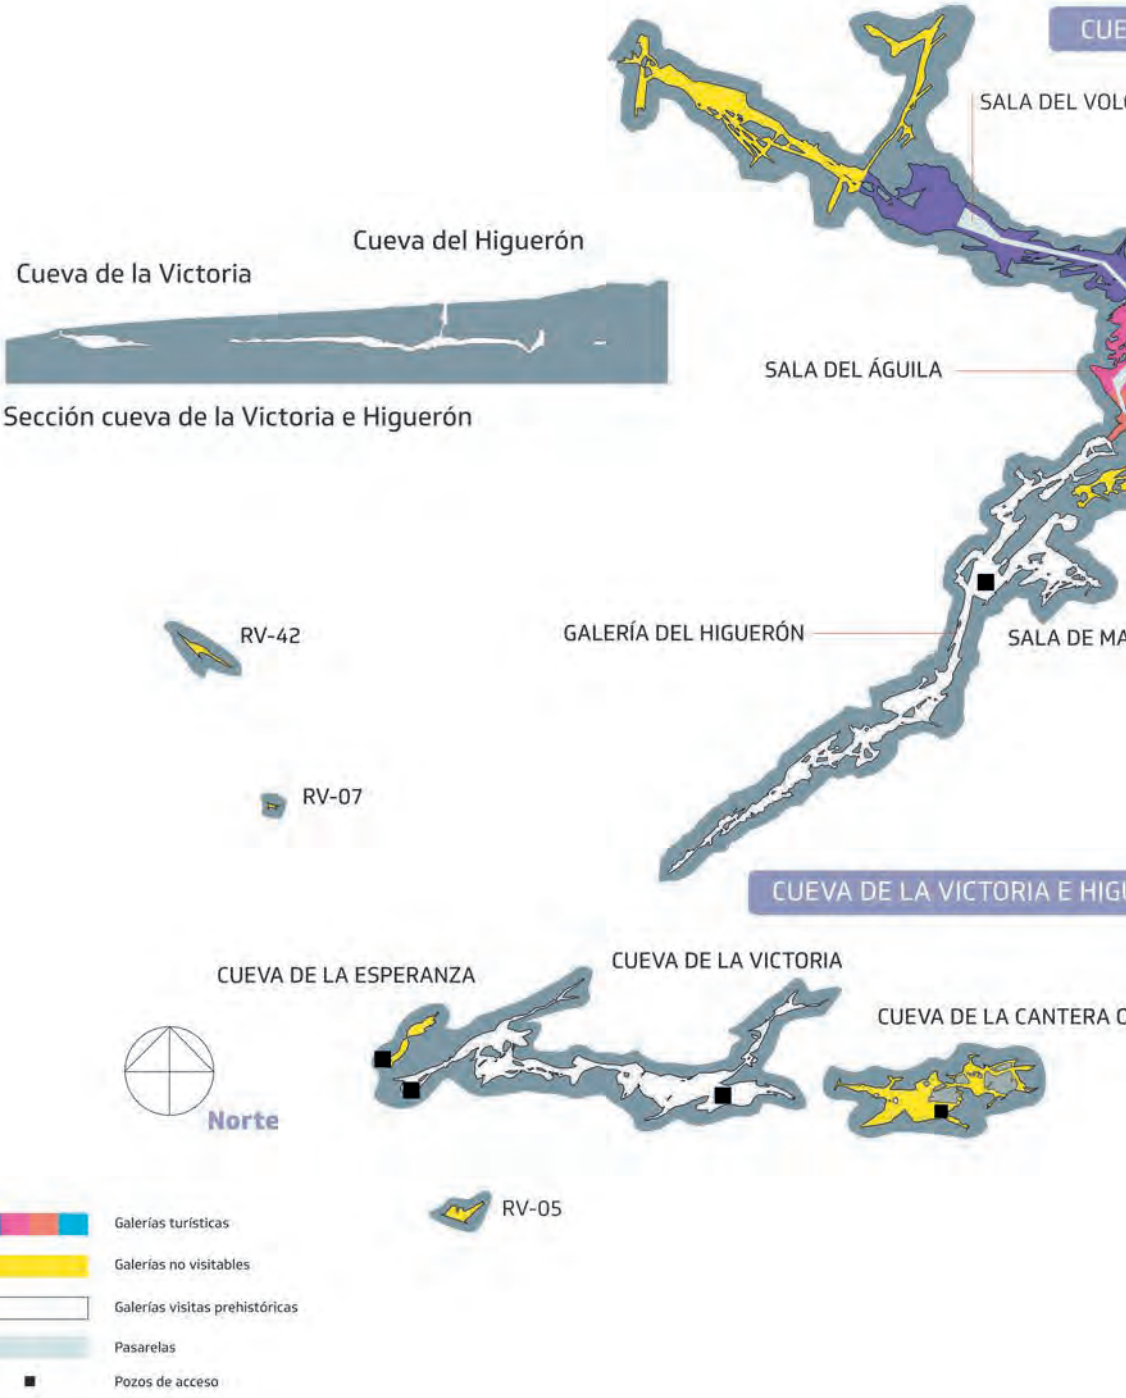 CUE
SALA DEL VOLC
Cueva del Higuerón
Cueva de la Victoria
SALA DEL ÁGUILA
Sección cueva de la Victoria e Higuerón
RV-42
GALERÍA DEL HIGUERÓN
SALA DE MA
RV-07
CUEVA DE LA VICTORIA E HIGU
CUEVA DE LA ESPERANZA
CUEVA DE LA VICTORIA
CUEVA DE LA CANTERA
Norte
RV-05
Galerías turísticas
Galerías no visitables
Galerías visitas prehistóricas
Pasarelas
Pozos de acceso